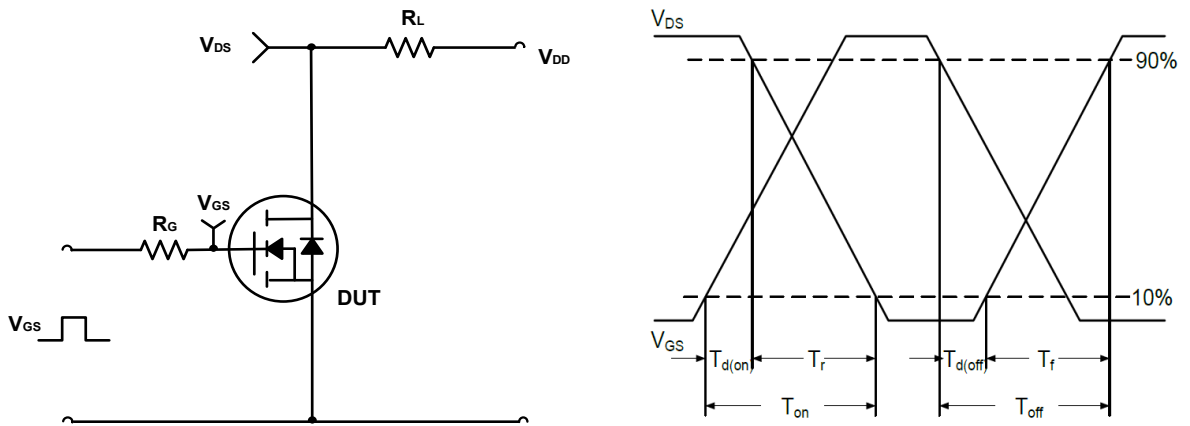 RL
VDS
VDD
VGS
RG
DUT
VGS
VDS
90%
10%
VGS
Td(on)
Tr
Td(off)
Tf
Ton
Toff